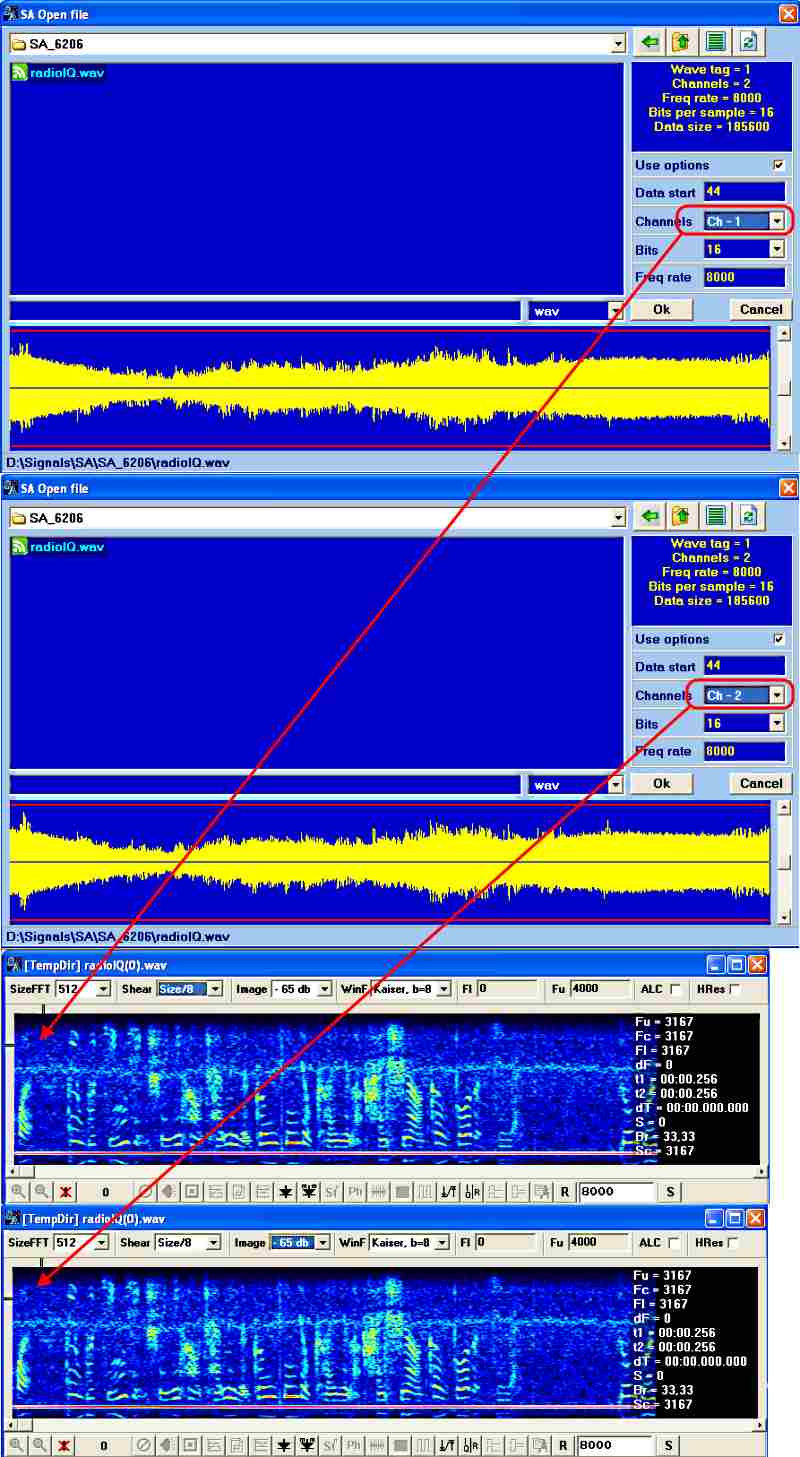 SA Open file
SA_6206
radioIQ.wav
Wave tag = 1
Channels = 2
Freq rate = 8000
Bits per sample = 16
Data size = 185600
Use options
Data start 44
Channels Ch - 1
Bits 16
Freq rate 8000
wav Ok Cancel
D:\Signals\SA\SA_6206\radioIQ.wav
SA Open file
SA_6206
radioIQ.wav
Wave tag = 1
Channels = 2
Freq rate = 8000
Bits per sample = 16
Data size = 185600
Use options
Data start 44
Channels Ch - 2
Bits 16
Freq rate 8000
wav Ok Cancel
D:\Signals\SA\SA_6206\radioIQ.wav
[TempDir] radioIQ(0).wav
SizeFFT 512 Shear Size/8 Image - 65 db WinF Kaiser, b=8 Fl 0 Fu 4000 ALC HRes
Fu = 3167
Fc = 3167
Fl = 3167
dF = 0
t1 = 00:00.256
t2 = 00:00.256
dT = 00:00.000.000
S = 0
Br = 33,33
Sc = 3167
0 Sf Ph R 8000 S
[TempDir] radioIQ(0).wav
SizeFFT 512 Shear Size/8 Image - 65 db WinF Kaiser, b=8 Fl 0 Fu 4000 ALC HRes
Fu = 3167
Fc = 3167
Fl = 3167
dF = 0
t1 = 00:00.256
t2 = 00:00.256
dT = 00:00.000.000
S = 0
Br = 33,33
Sc = 3167
0 Sf Ph R 8000 S